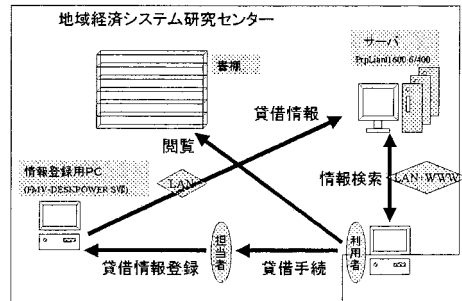 地域経済システム研究センター
書棚
サーバ
ProLiant1600 6/400
貸借情報
閲覧
情報登録用PC
(FMV-DESKPOWER SVII)
LAN
情報検索
LAN・WWW
担当者
利用者
貸借情報登録
貸借手続